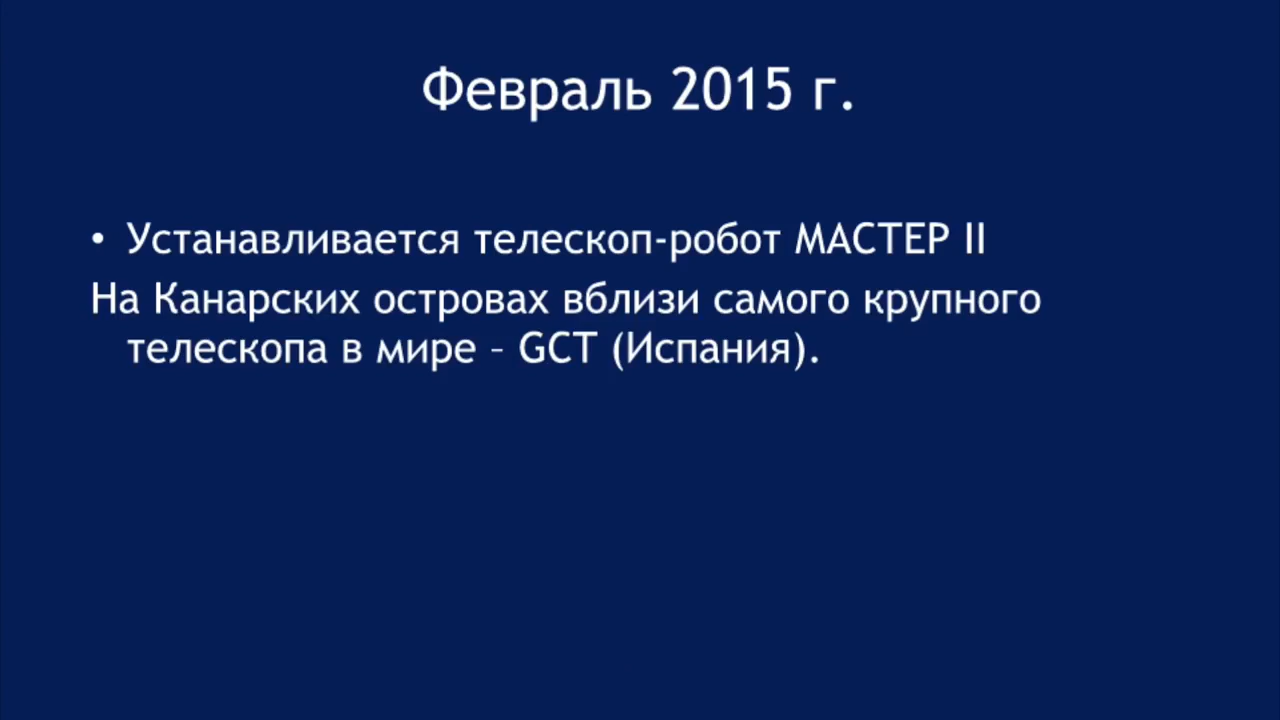 Февраль 2015 г.
• Устанавливается телескоп-робот МАСТЕР II
На Канарских островах вблизи самого крупного
телескопа в мире – GCT (Испания).